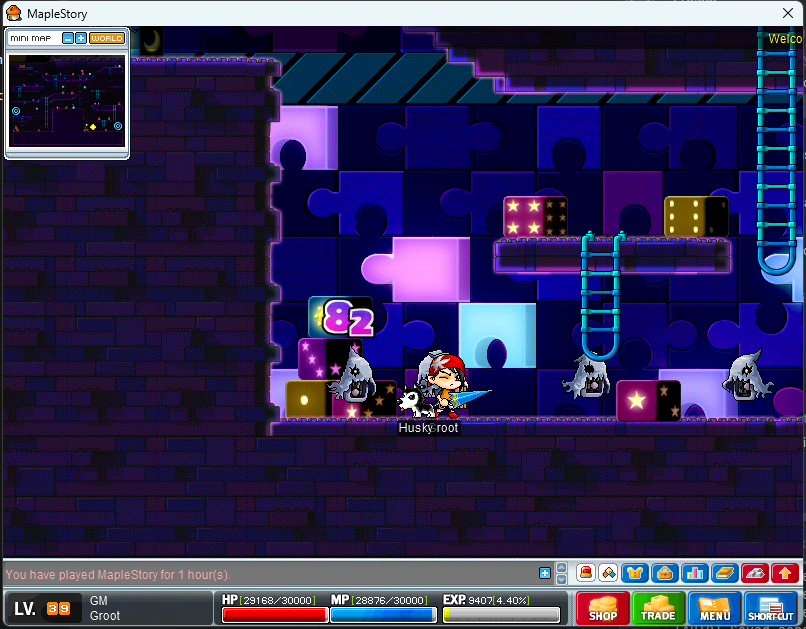 MapleStory
MINI MAP
WORLD
Welco
82
Husky root
You have played MapleStory for 1 hour(s).
LV. 39
GM
Groot
HP[29168/30000] MP[28876/30000] EXP. 9407[4.40%]
SHOP TRADE MENU SHORTCUT